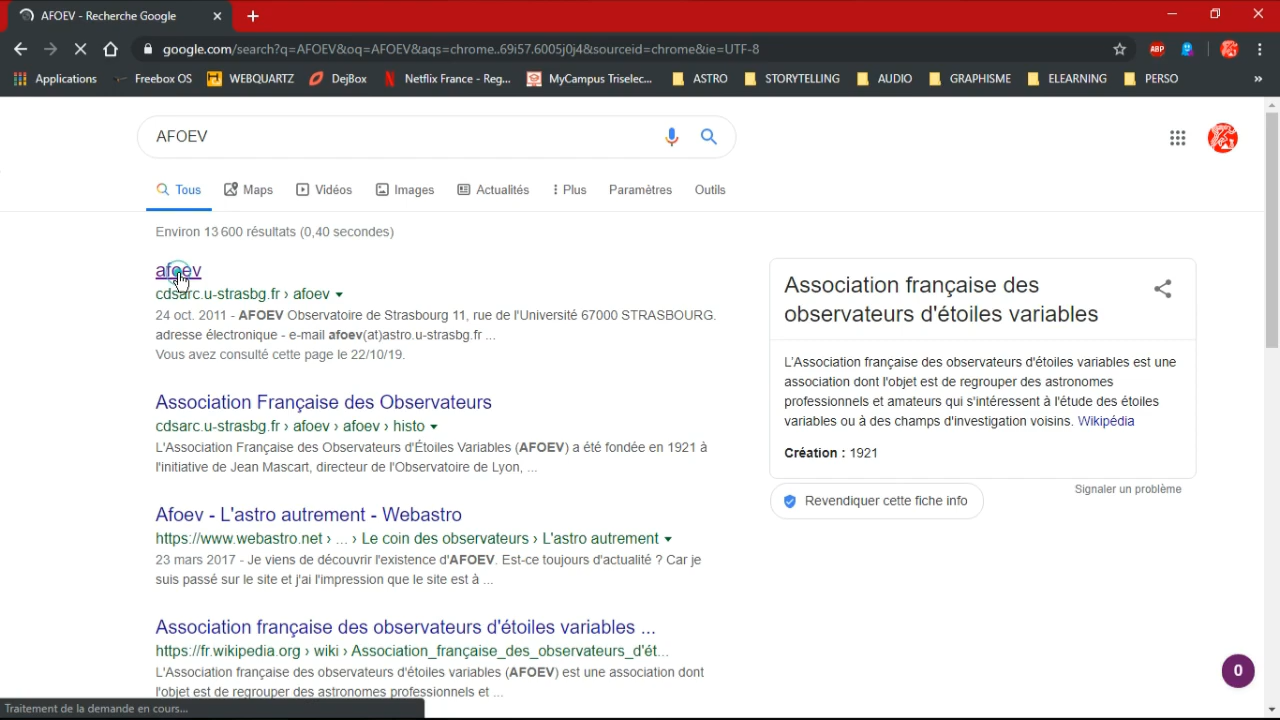 AFOEV - Recherche Google
google.com/search?q=AFOEV&oq=AFOEV&aqs=chrome..69i57.6005j0j4&sourceid=chrome&ie=UTF-8
ABP
Applications Freebox OS WEBQUARTZ DejBox Netflix France - Reg... MyCampus Triselec... ASTRO STORYTELLING AUDIO GRAPHISME ELEARNING PERSO »
AFOEV
Tous Maps Vidéos Images Actualités Plus Paramètres Outils
Environ 13 600 résultats (0,40 secondes)
afoev
cdsarc.u-strasbg.fr › afoev
24 oct. 2011 - AFOEV Observatoire de Strasbourg 11, rue de l'Université 67000 STRASBOURG.
adresse électronique - e-mail afoev(at)astro.u-strasbg.fr ...
Vous avez consulté cette page le 22/10/19.
Association Française des Observateurs
cdsarc.u-strasbg.fr › afoev › afoev › histo
L'Association Française des Observateurs d'Étoiles Variables (AFOEV) a été fondée en 1921 à
l'initiative de Jean Mascart, directeur de l'Observatoire de Lyon, ...
Afoev - L'astro autrement - Webastro
https://www.webastro.net › ... › Le coin des observateurs › L'astro autrement
23 mars 2017 - Je viens de découvrir l'existence d'AFOEV. Est-ce toujours d'actualité ? Car je
suis passé sur le site et j'ai l'impression que le site est à ...
Association française des observateurs d'étoiles variables ...
https://fr.wikipedia.org › wiki › Association_française_des_observateurs_d'ét...
L'Association française des observateurs d'étoiles variables (AFOEV) est une association dont
l'objet est de regrouper des astronomes professionnels et ...
Association française des
observateurs d'étoiles variables
L'Association française des observateurs d'étoiles variables est une
association dont l'objet est de regrouper des astronomes
professionnels et amateurs qui s'intéressent à l'étude des étoiles
variables ou à des champs d'investigation voisins. Wikipédia
Création : 1921
Signaler un problème
Revendiquer cette fiche info
0
Traitement de la demande en cours...